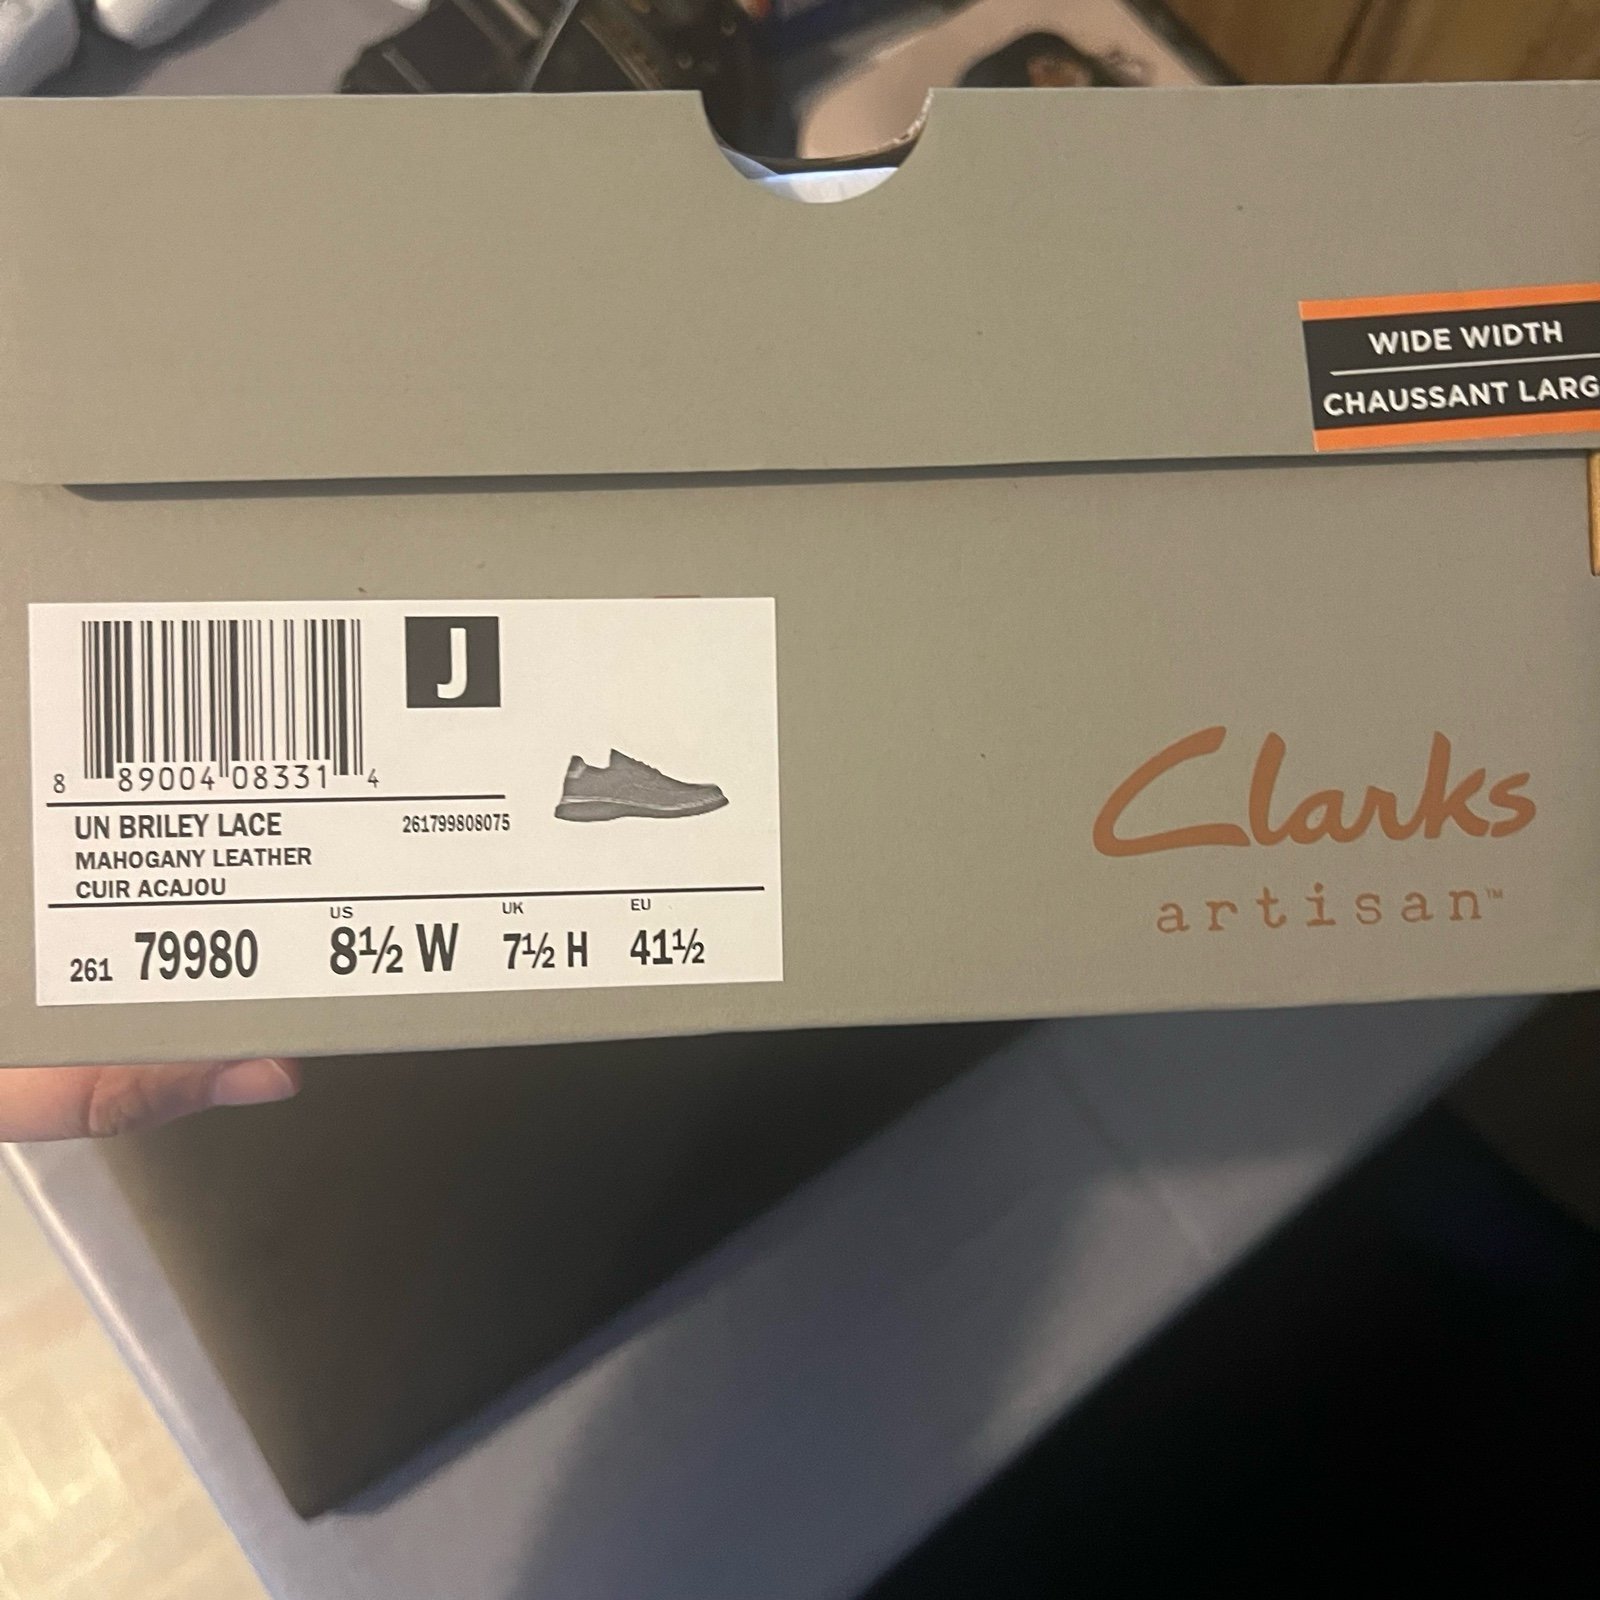 WIDE WIDTH
CHAUSSANT LARG
J
8 89004 08331 4
UN BRILEY LACE 261799808075
MAHOGANY LEATHER
CUIR ACAJOU
US UK EU
261 79980 8½ W 7½ H 41½
Clarks
artisan™